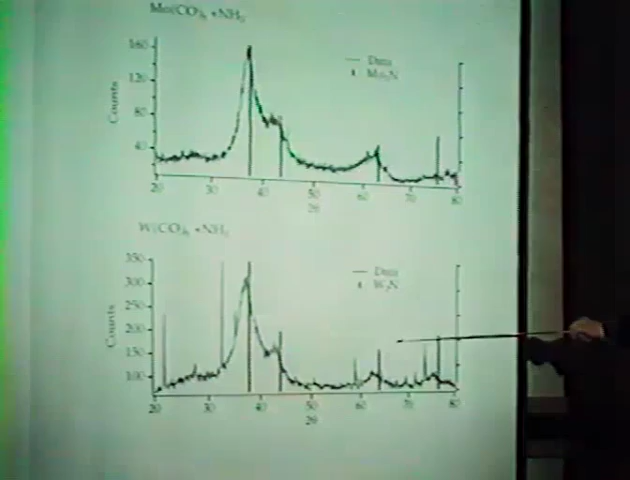 Mo(CO)6 +NH3
160
120
80
40
Counts
Data
Mo2N
20 30 40 50 60 70 80
2θ
W(CO)6 +NH3
350
300
250
200
150
100
Counts
Data
W2N
20 30 40 50 60 70 80
2θ